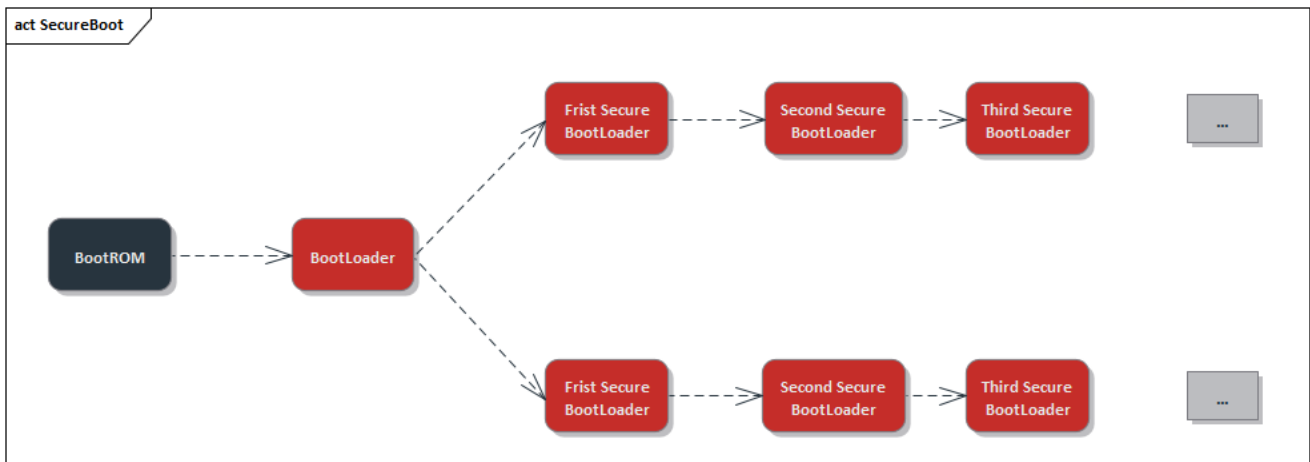 act SecureBoot
Frist Secure
BootLoader
Second Secure
BootLoader
Third Secure
BootLoader
...
BootROM
BootLoader
Frist Secure
BootLoader
Second Secure
BootLoader
Third Secure
BootLoader
...